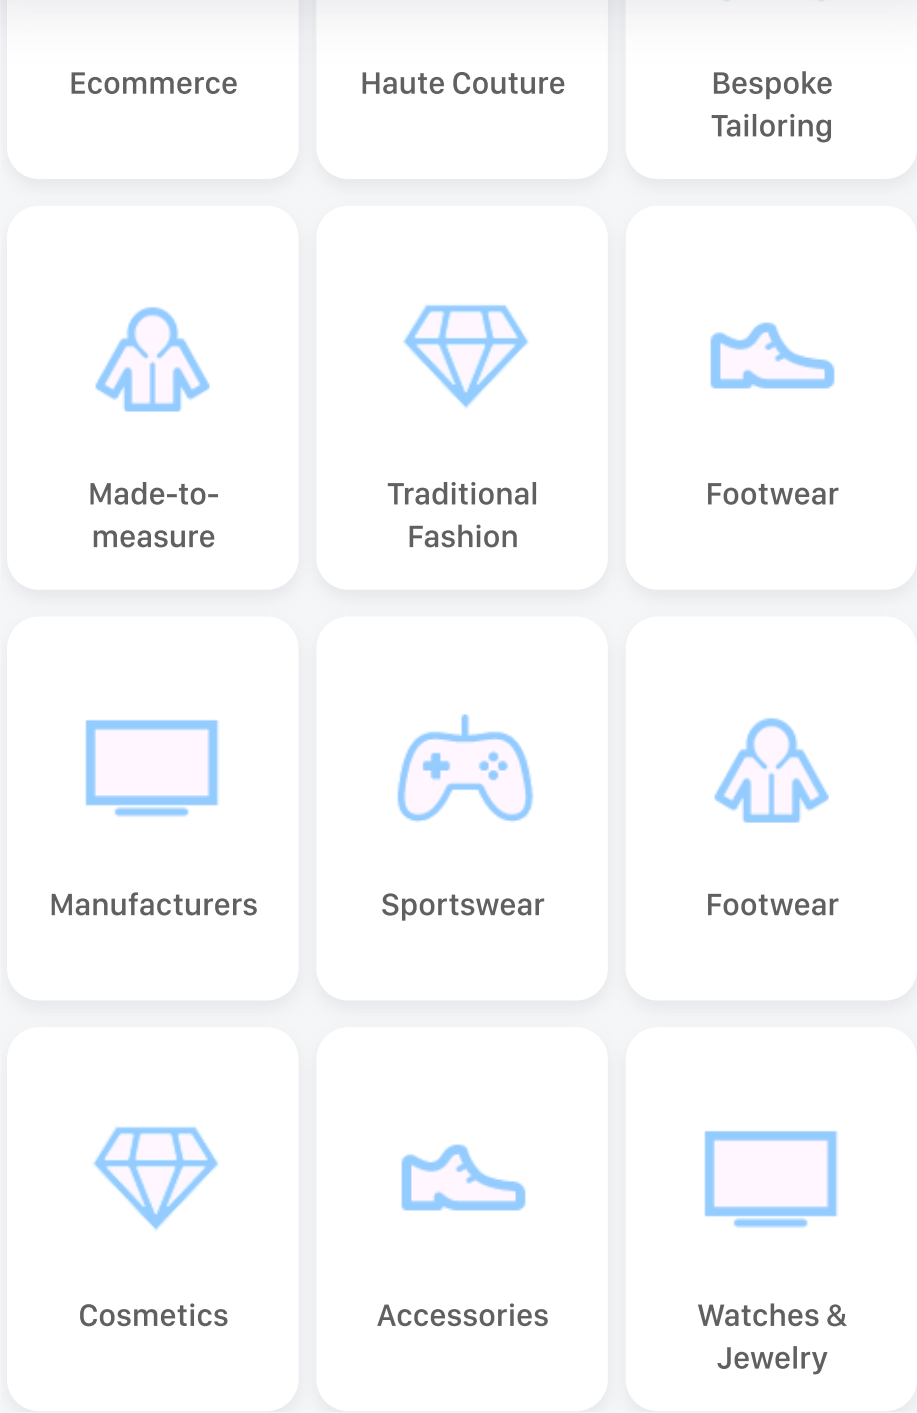 Ecommerce
Haute Couture
Bespoke
Tailoring
Made-to-
measure
Traditional
Fashion
Footwear
Manufacturers
Sportswear
Footwear
Cosmetics
Accessories
Watches &
Jewelry